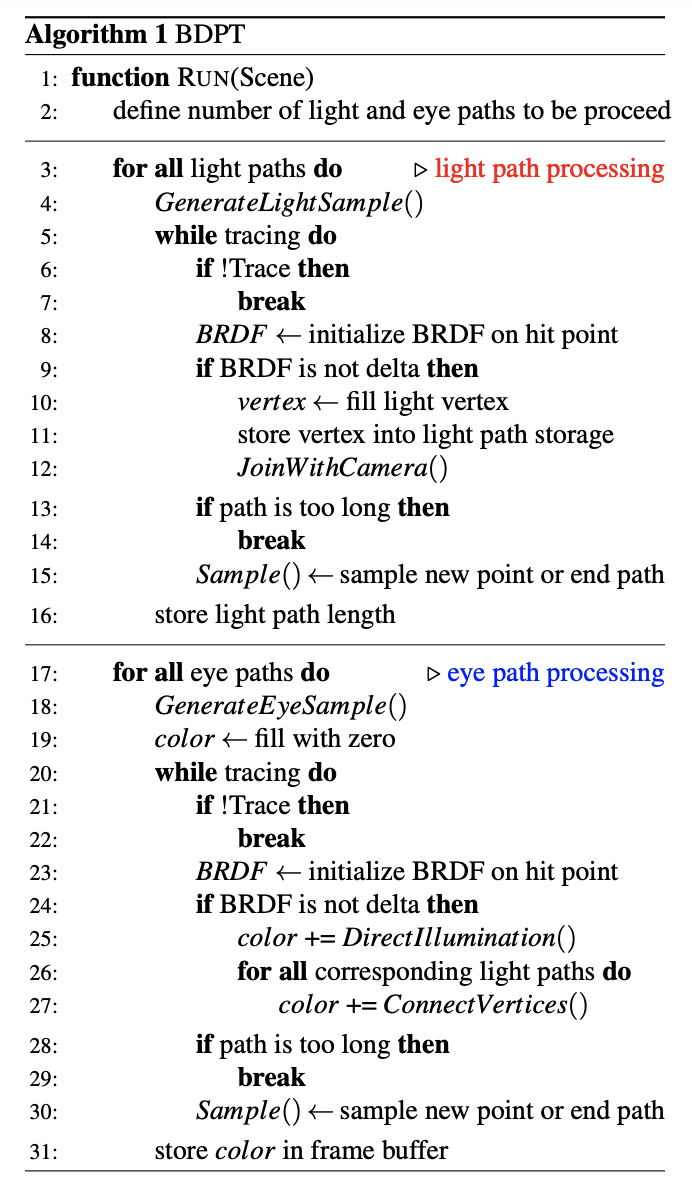 Algorithm 1 BDPT
1: function RUN(Scene)
2: define number of light and eye paths to be proceed
3: for all light paths do ▷ light path processing
4: GenerateLightSample()
5: while tracing do
6: if !Trace then
7: break
8: BRDF ← initialize BRDF on hit point
9: if BRDF is not delta then
10: vertex ← fill light vertex
11: store vertex into light path storage
12: JoinWithCamera()
13: if path is too long then
14: break
15: Sample() ← sample new point or end path
16: store light path length
17: for all eye paths do ▷ eye path processing
18: GenerateEyeSample()
19: color ← fill with zero
20: while tracing do
21: if !Trace then
22: break
23: BRDF ← initialize BRDF on hit point
24: if BRDF is not delta then
25: color += DirectIllumination()
26: for all corresponding light paths do
27: color += ConnectVertices()
28: if path is too long then
29: break
30: Sample() ← sample new point or end path
31: store color in frame buffer